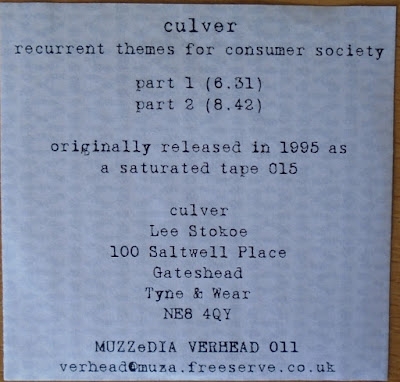 culver
recurrent themes for consumer society
part 1 (6.31)
part 2 (8.42)
originally released in 1995 as
a saturated tape 015
culver
Lee Stokoe
100 Saltwell Place
Gateshead
Tyne & Wear
NE8 4QY
MUZZeDIA VERHEAD 011
verhead@muza.freeserve.co.uk